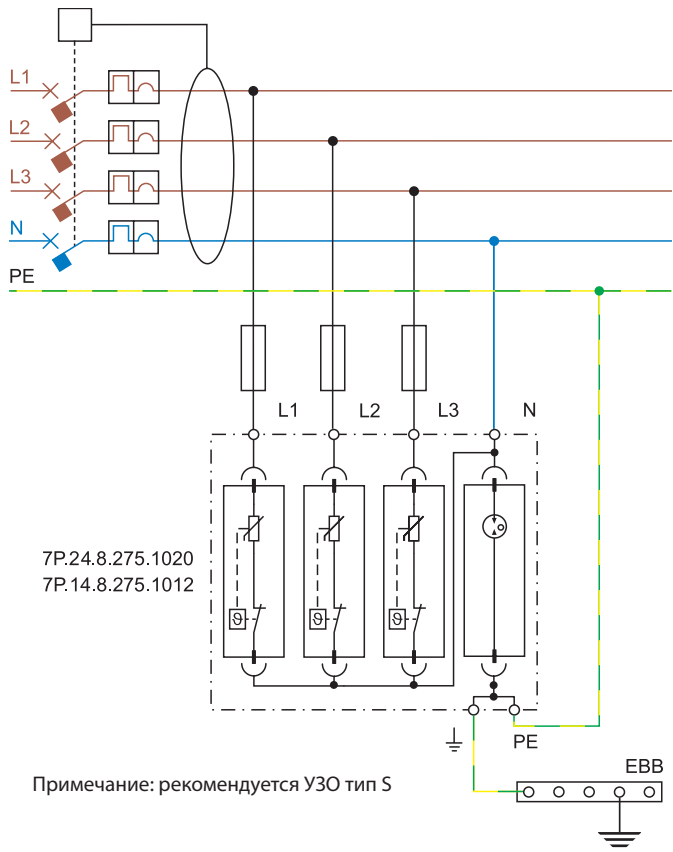 L1
L2
L3
N
PE
L1 L2 L3 N
7P.24.8.275.1020
7P.14.8.275.1012
ϑ ϑ ϑ
PE
EBB
Примечание: рекомендуется УЗО тип S